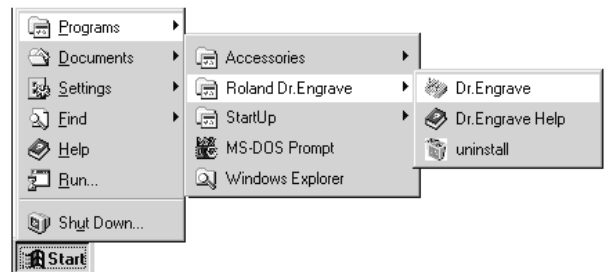 Programs
Documents
Settings
Find
Help
Run...
Shut Down...
Start
Accessories
Roland Dr.Engrave
StartUp
MS-DOS Prompt
Windows Explorer
Dr.Engrave
Dr.Engrave Help
uninstall